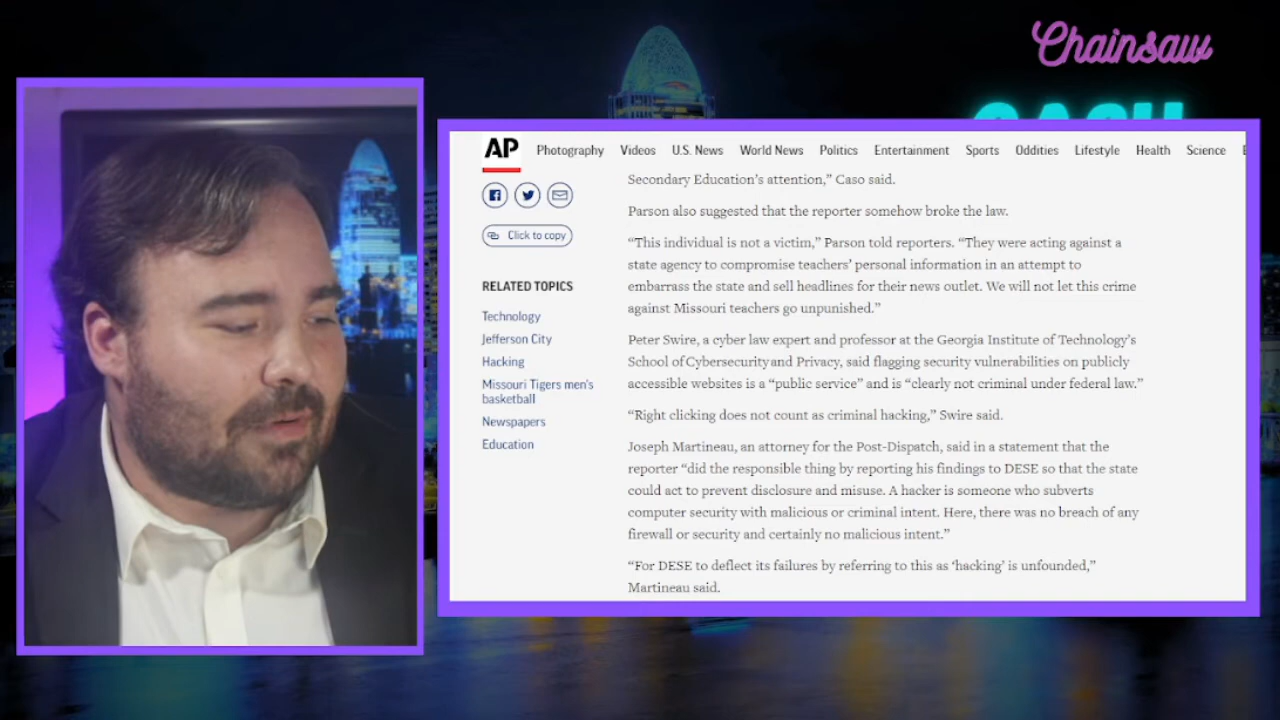 Chainsaw
CASH
AP
Photography Videos U.S. News World News Politics Entertainment Sports Oddities Lifestyle Health Science
Click to copy
RELATED TOPICS
Technology
Jefferson City
Hacking
Missouri Tigers men's
basketball
Newspapers
Education
Secondary Education’s attention,” Caso said.
Parson also suggested that the reporter somehow broke the law.
“This individual is not a victim,” Parson told reporters. “They were acting against a
state agency to compromise teachers’ personal information in an attempt to
embarrass the state and sell headlines for their news outlet. We will not let this crime
against Missouri teachers go unpunished.”
Peter Swire, a cyber law expert and professor at the Georgia Institute of Technology’s
School of Cybersecurity and Privacy, said flagging security vulnerabilities on publicly
accessible websites is a “public service” and is “clearly not criminal under federal law.”
“Right clicking does not count as criminal hacking,” Swire said.
Joseph Martineau, an attorney for the Post-Dispatch, said in a statement that the
reporter “did the responsible thing by reporting his findings to DESE so that the state
could act to prevent disclosure and misuse. A hacker is someone who subverts
computer security with malicious or criminal intent. Here, there was no breach of any
firewall or security and certainly no malicious intent.”
“For DESE to deflect its failures by referring to this as ‘hacking’ is unfounded,”
Martineau said.